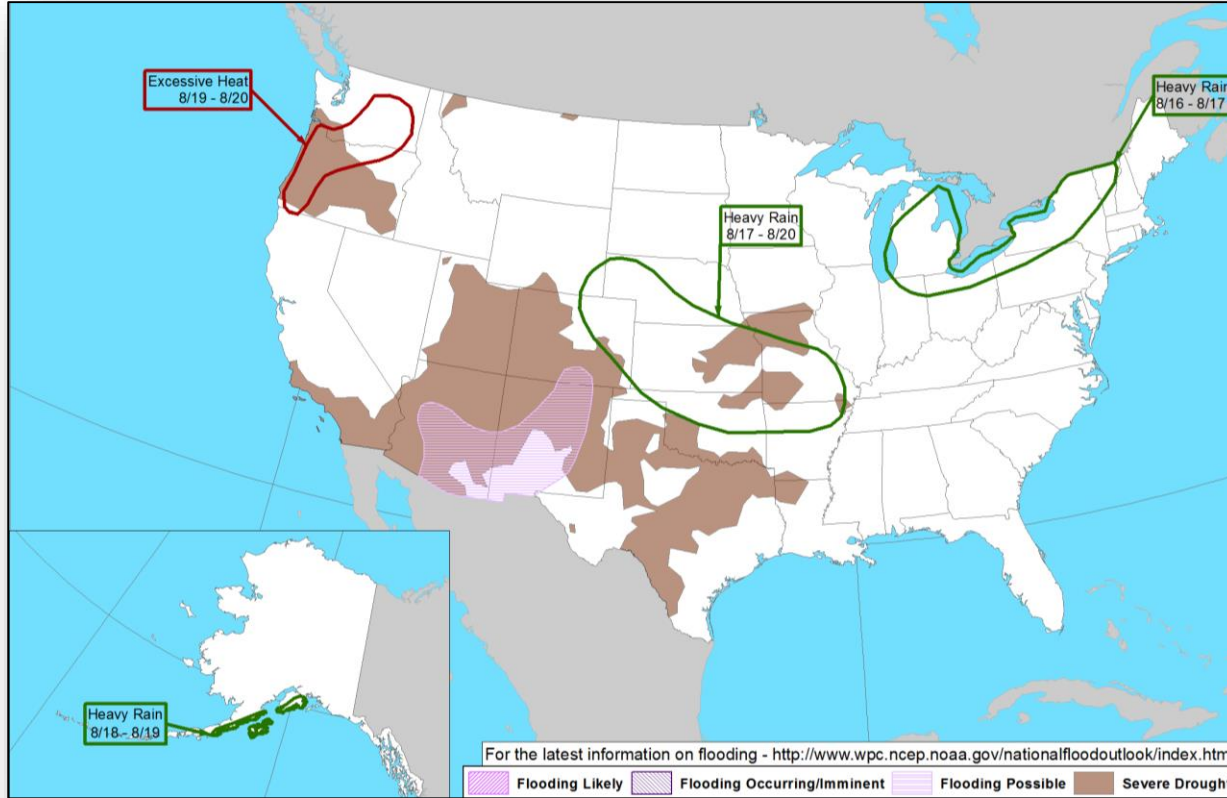 Excessive Heat
8/19 - 8/20
Heavy Rain
8/16 - 8/17
Heavy Rain
8/17 - 8/20
Heavy Rain
8/18 - 8/19
For the latest information on flooding - http://www.wpc.ncep.noaa.gov/nationalfloodoutlook/index.htm
Flooding Likely Flooding Occurring/Imminent Flooding Possible Severe Drough